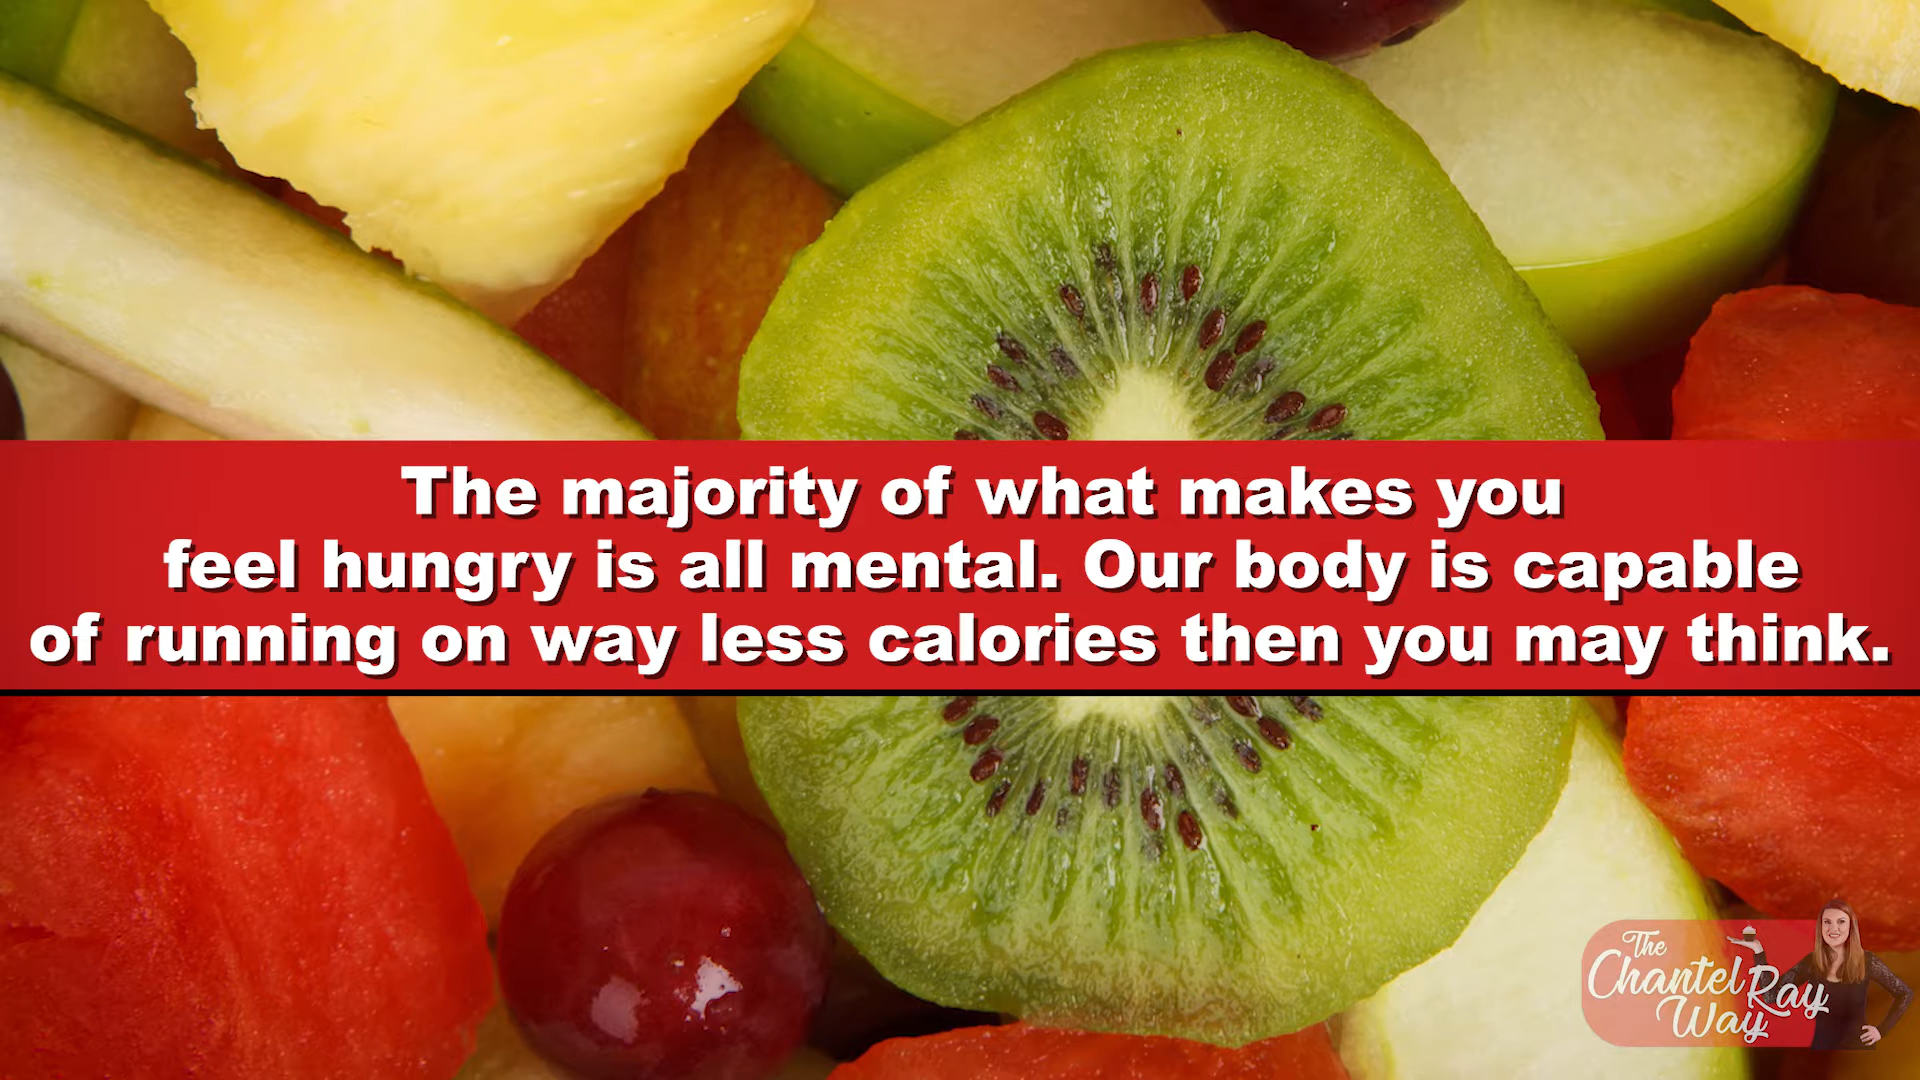 The majority of what makes you
feel hungry is all mental. Our body is capable
of running on way less calories then you may think.
The
Chantel
Ray
Way